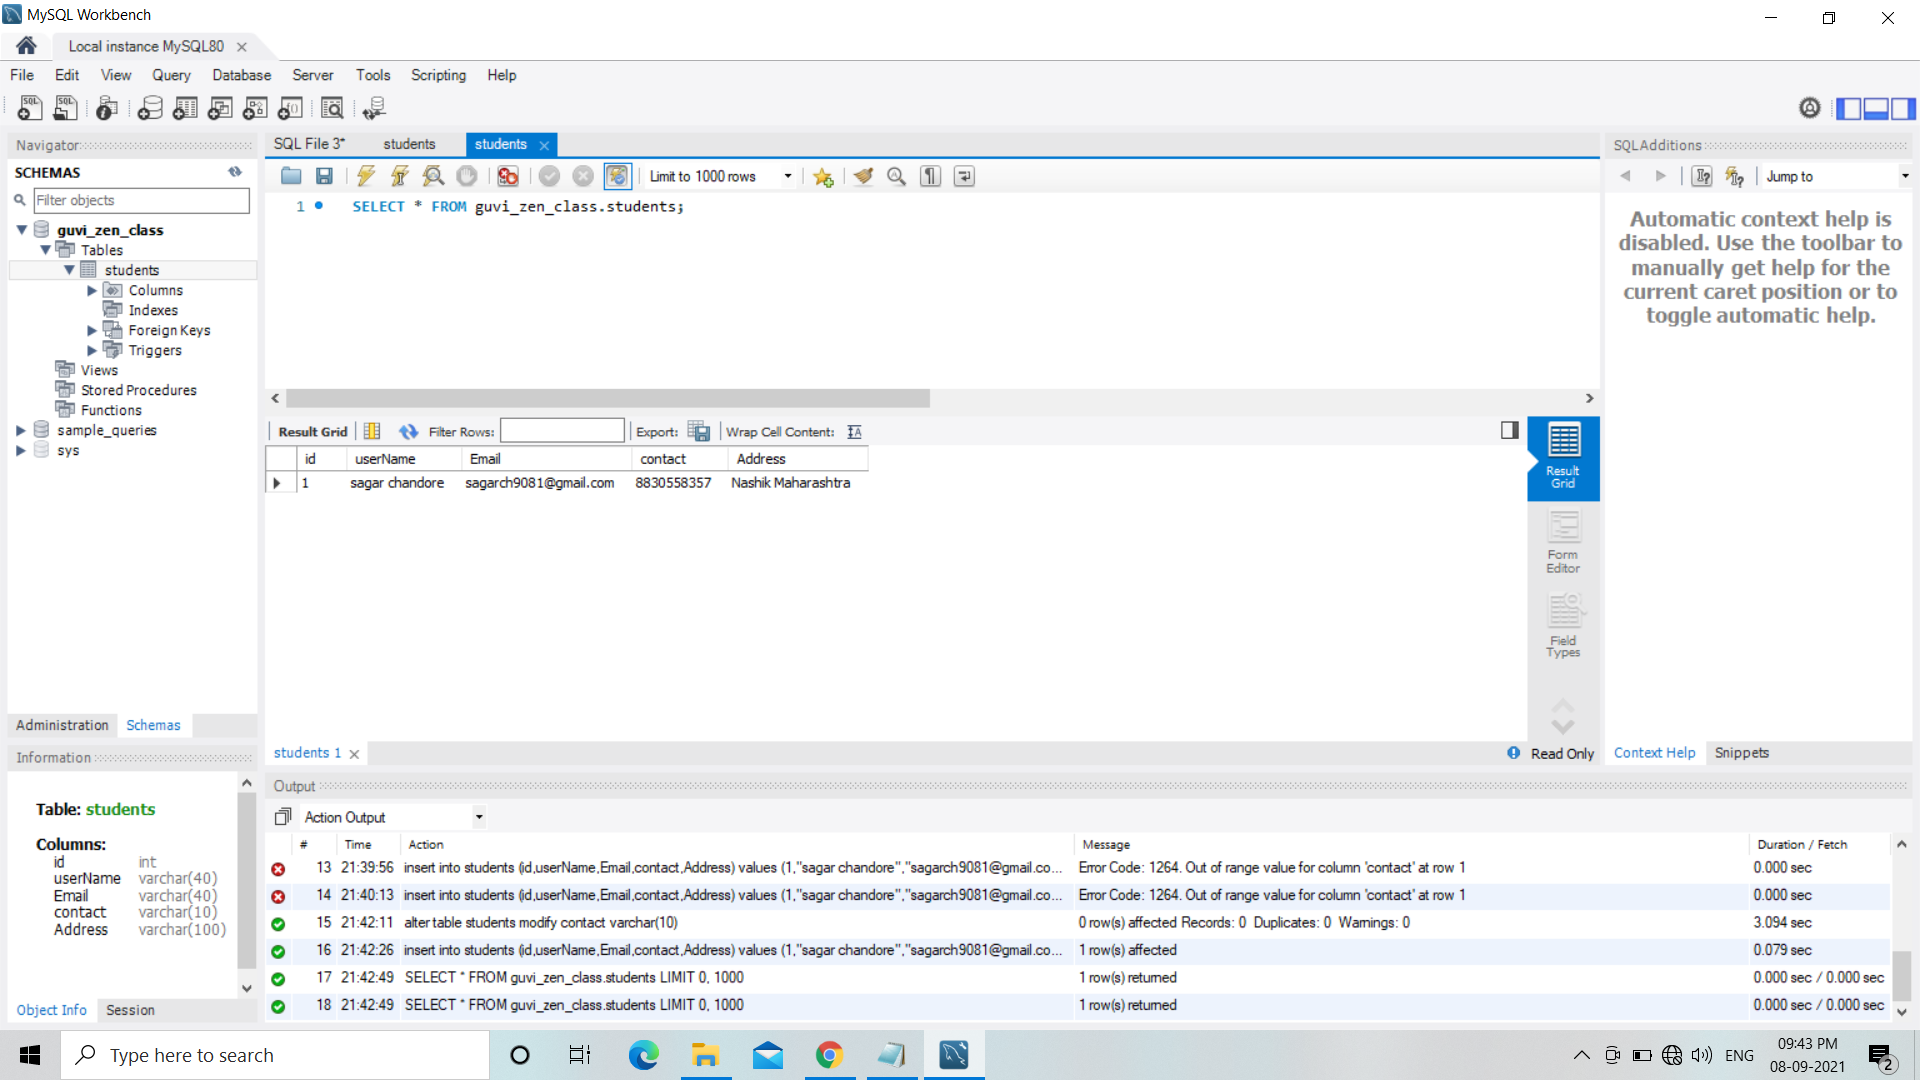 MySQL Workbench
Local instance MySQL80
File Edit View Query Database Server Tools Scripting Help
Navigator
SCHEMAS
Filter objects
guvi_zen_class
Tables
students
Columns
Indexes
Foreign Keys
Triggers
Views
Stored Procedures
Functions
sample_queries
sys
Administration Schemas
Information
Table: students
Columns:
id int
userName varchar(40)
Email varchar(40)
contact varchar(10)
Address varchar(100)
Object Info Session
SQL File 3* students students
Limit to 1000 rows
1 SELECT * FROM guvi_zen_class.students;
Result Grid Filter Rows: Export: Wrap Cell Content:
id userName Email contact Address
1 sagar chandore sagarch9081@gmail.com 8830558357 Nashik Maharashtra
Result
Grid
Form
Editor
Field
Types
students 1
Read Only
SQLAdditions
Jump to
Automatic context help is
disabled. Use the toolbar to
manually get help for the
current caret position or to
toggle automatic help.
Context Help Snippets
Output
Action Output
# Time Action Message Duration / Fetch
13 21:39:56 insert into students (id,userName,Email,contact,Address) values (1,"sagar chandore","sagarch9081@gmail.co... Error Code: 1264. Out of range value for column 'contact' at row 1 0.000 sec
14 21:40:13 insert into students (id,userName,Email,contact,Address) values (1,"sagar chandore","sagarch9081@gmail.co... Error Code: 1264. Out of range value for column 'contact' at row 1 0.000 sec
15 21:42:11 alter table students modify contact varchar(10) 0 row(s) affected Records: 0 Duplicates: 0 Warnings: 0 3.094 sec
16 21:42:26 insert into students (id,userName,Email,contact,Address) values (1,"sagar chandore","sagarch9081@gmail.co... 1 row(s) affected 0.079 sec
17 21:42:49 SELECT * FROM guvi_zen_class.students LIMIT 0, 1000 1 row(s) returned 0.000 sec / 0.000 sec
18 21:42:49 SELECT * FROM guvi_zen_class.students LIMIT 0, 1000 1 row(s) returned 0.000 sec / 0.000 sec
Type here to search
ENG
09:43 PM
08-09-2021
2